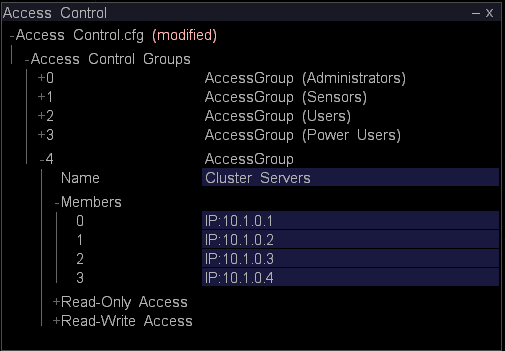 Access Control – x
-Access Control.cfg (modified)
-Access Control Groups
+0 AccessGroup (Administrators)
+1 AccessGroup (Sensors)
+2 AccessGroup (Users)
+3 AccessGroup (Power Users)
-4 AccessGroup
Name Cluster Servers
-Members
0 IP:10.1.0.1
1 IP:10.1.0.2
2 IP:10.1.0.3
3 IP:10.1.0.4
+Read-Only Access
+Read-Write Access